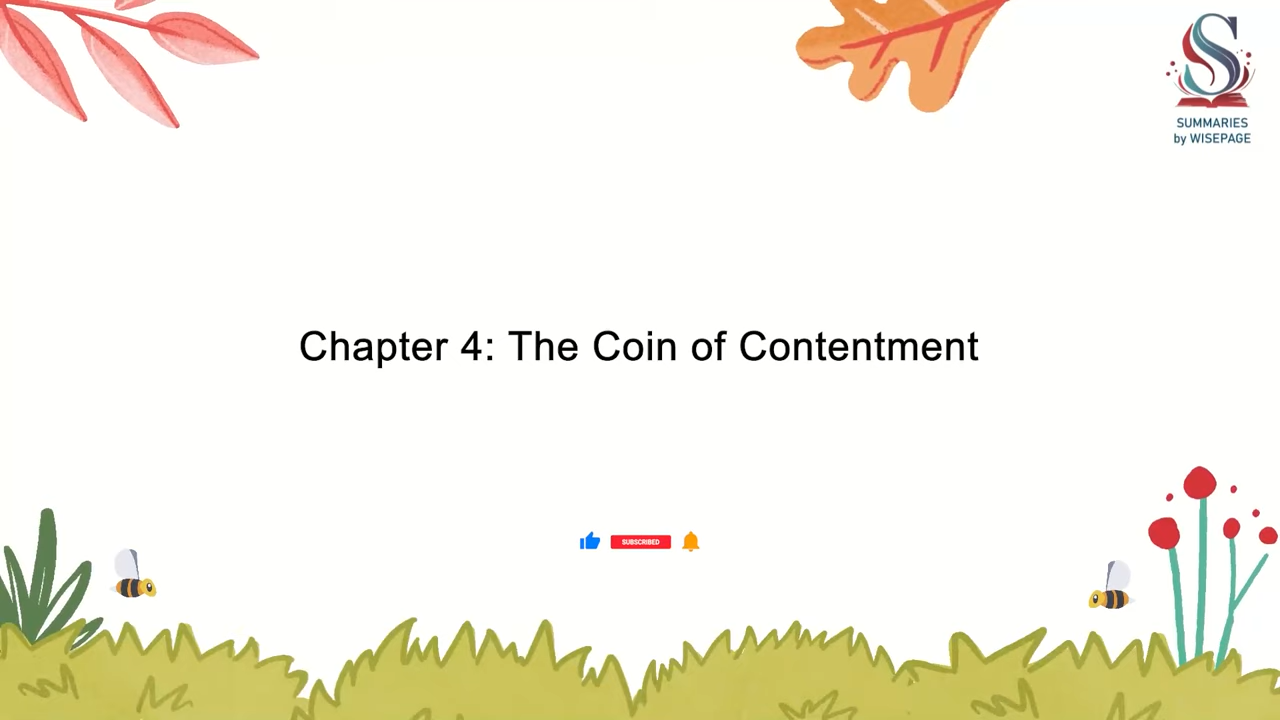 SUMMARIES
by WISEPAGE
Chapter 4: The Coin of Contentment
SUBSCRIBED